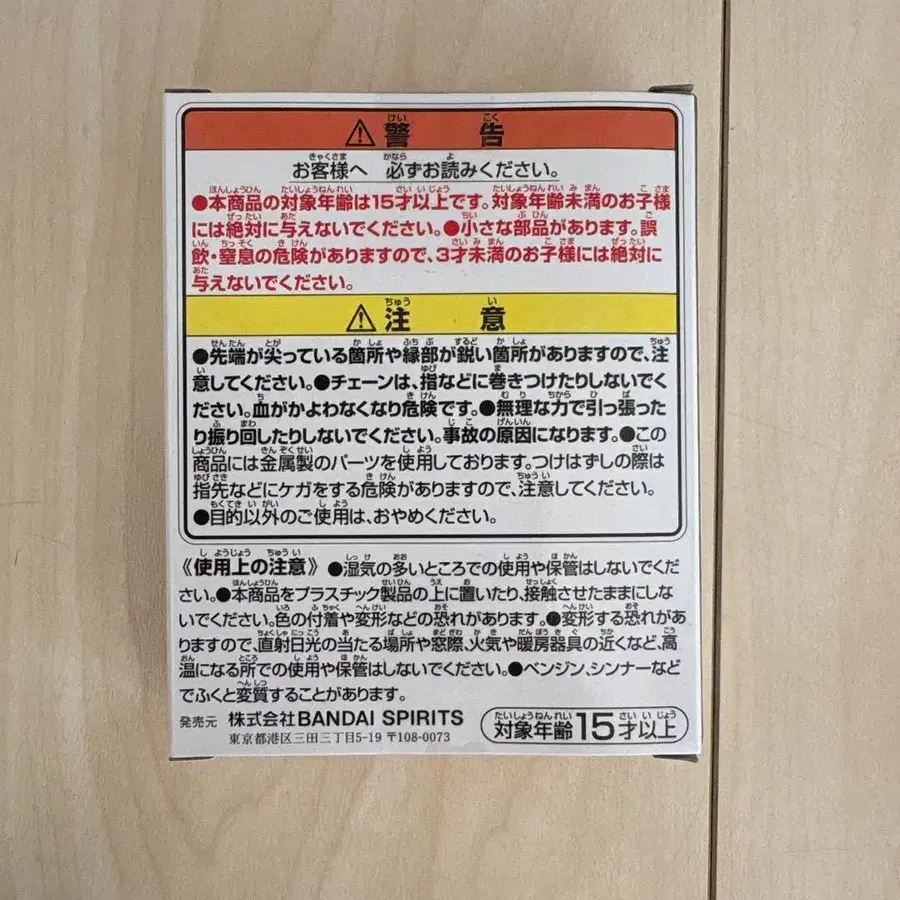 ⚠警告
お客様へ 必ずお読みください。
●本商品の対象年齢は15才以上です。対象年齢未満のお子様
には絶対に与えないでください。●小さな部品があります。誤
飲・窒息の危険がありますので、3才未満のお子様には絶対に
与えないでください。
⚠注意
●先端が尖っている箇所や縁部が鋭い箇所がありますので、注
意してください。●チェーンは、指などに巻きつけたりしないでく
ださい。血がかよわなくなり危険です。●無理な力で引っ張った
り振り回したりしないでください。事故の原因になります。●この
商品には金属製のパーツを使用しております。つけはずしの際は
指先などにケガをする危険がありますので、注意してください。
●目的以外のご使用は、おやめください。
《使用上の注意》●湿気の多いところでの使用や保管はしないでくだ
さい。●本商品をプラスチック製品の上に置いたり、接触させたままにし
ないでください。色の付着や変形などの恐れがあります。●変形する恐れがあ
りますので、直射日光の当たる場所や窓際、火気や暖房器具の近くなど、高
温になる所での使用や保管はしないでください。●ベンジン、シンナーなど
でふくと変質することがあります。
発売元 株式会社BANDAI SPIRITS
東京都港区三田三丁目5-19 〒108-0073
対象年齢15才以上